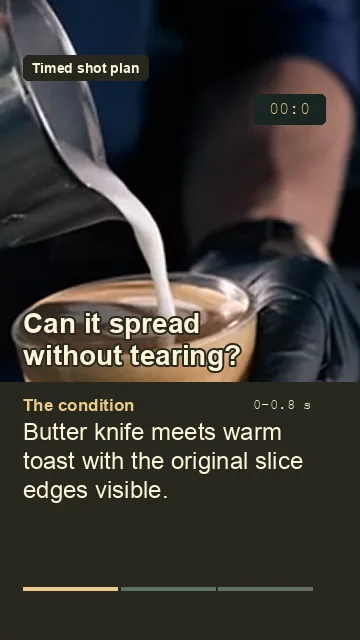 Timed shot plan
00:0
Can it spread
without tearing?
The condition
0–0.8 s
Butter knife meets warm
toast with the original slice
edges visible.